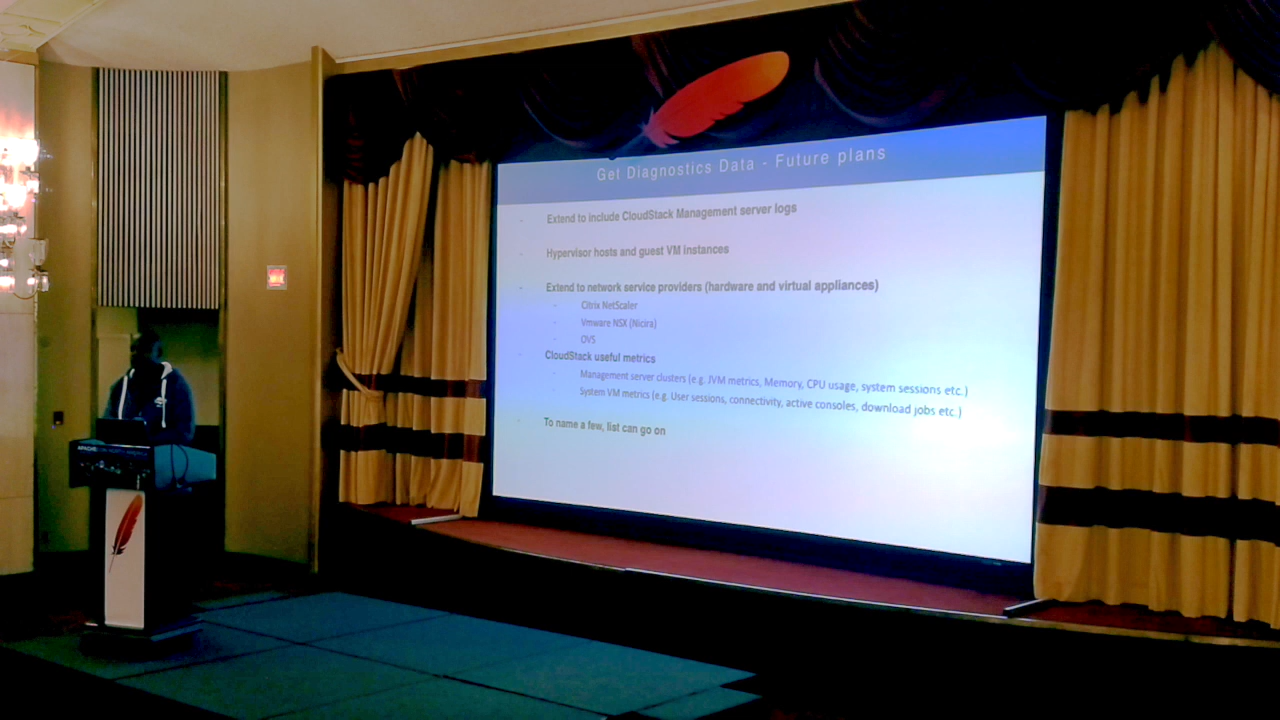 Get Diagnostics Data - Future plans
- Extend to include CloudStack Management server logs
- Hypervisor hosts and guest VM instances
- Extend to network service providers (hardware and virtual appliances)
- Citrix NetScaler
- Vmware NSX (Nicira)
- OVS
- CloudStack useful metrics
- Management server clusters (e.g. JVM metrics, Memory, CPU usage, system sessions etc.)
- System VM metrics (e.g. User sessions, connectivity, active consoles, download jobs etc.)
- To name a few, list can go on
APACHECON NORTH AMERICA